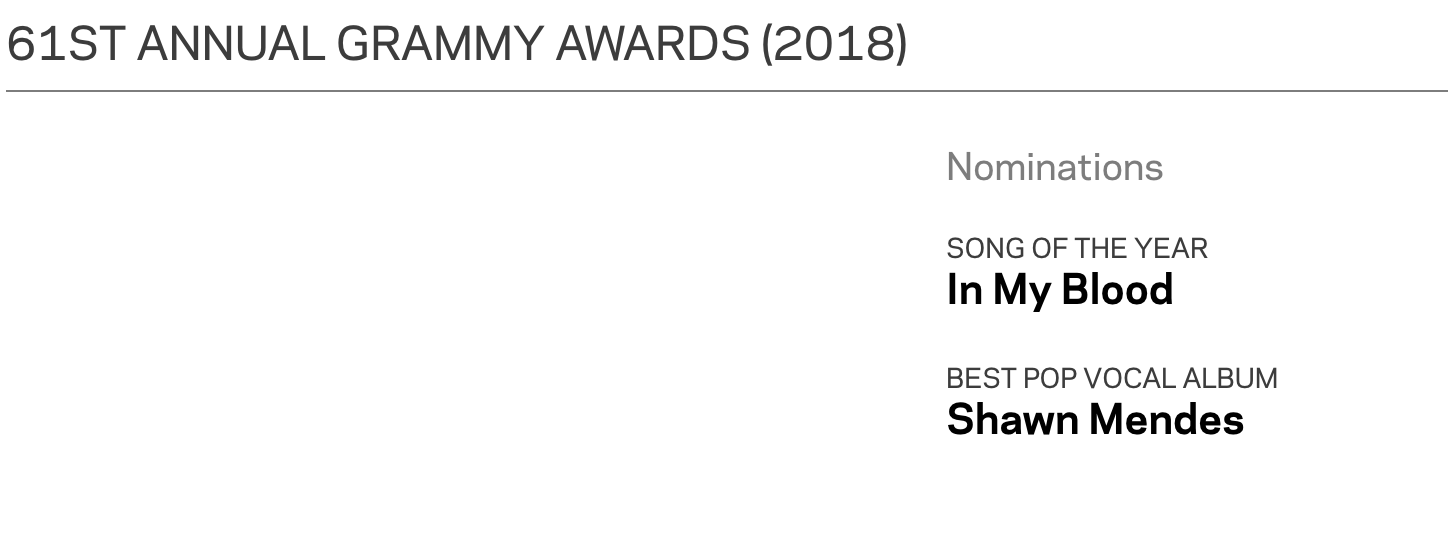 61ST ANNUAL GRAMMY AWARDS (2018)
Nominations
SONG OF THE YEAR
In My Blood
BEST POP VOCAL ALBUM
Shawn Mendes